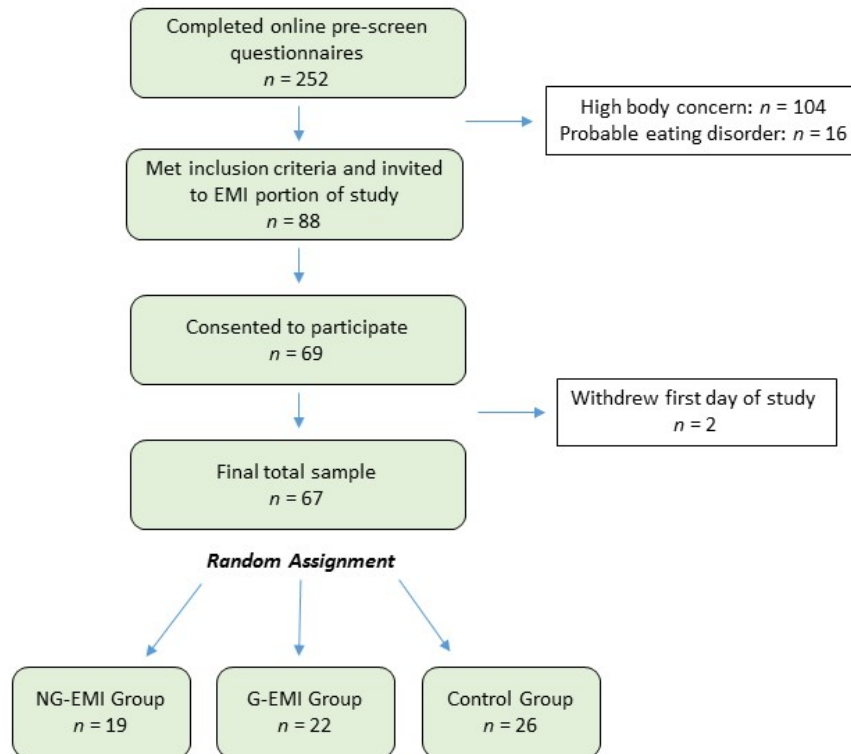 Completed online pre-screen
questionnaires
n = 252
High body concern: n = 104
Probable eating disorder: n = 16
Met inclusion criteria and invited
to EMI portion of study
n = 88
Consented to participate
n = 69
Withdrew first day of study
n = 2
Final total sample
n = 67
Random Assignment
NG-EMI Group
n = 19
G-EMI Group
n = 22
Control Group
n = 26